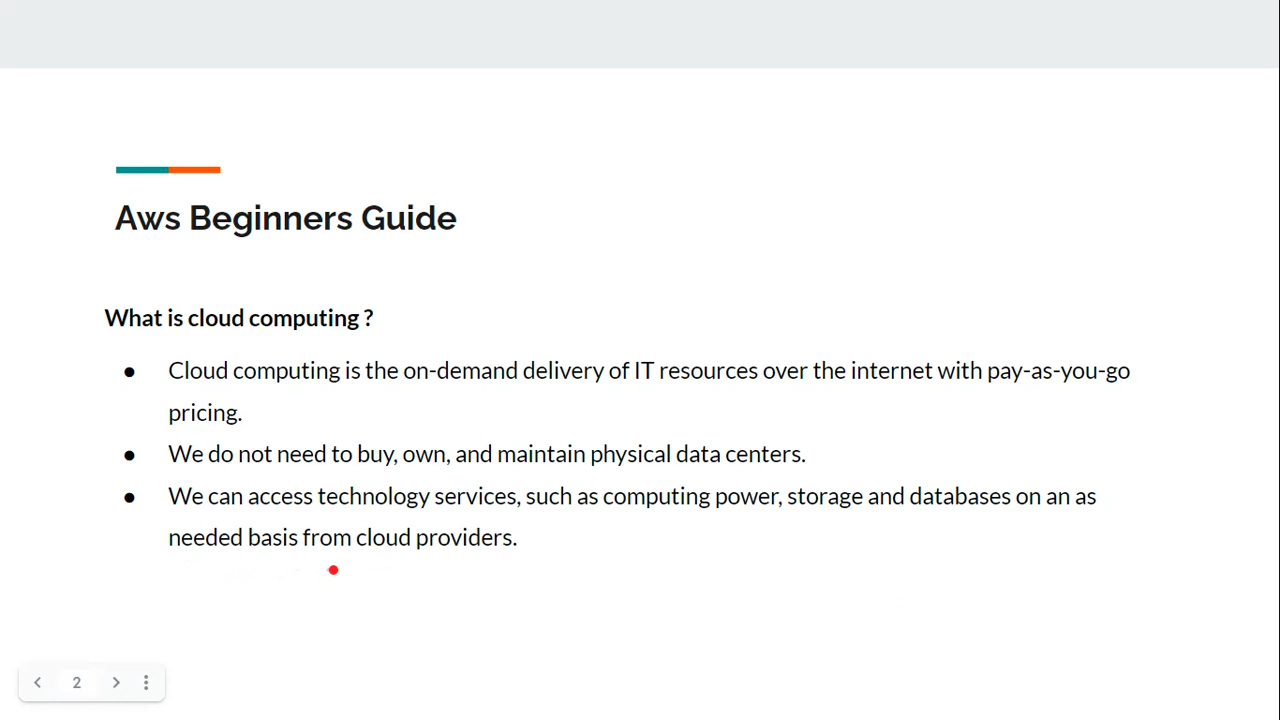 Aws Beginners Guide
What is cloud computing ?
● Cloud computing is the on-demand delivery of IT resources over the internet with pay-as-you-go
pricing.
● We do not need to buy, own, and maintain physical data centers.
● We can access technology services, such as computing power, storage and databases on an as
needed basis from cloud providers.
2